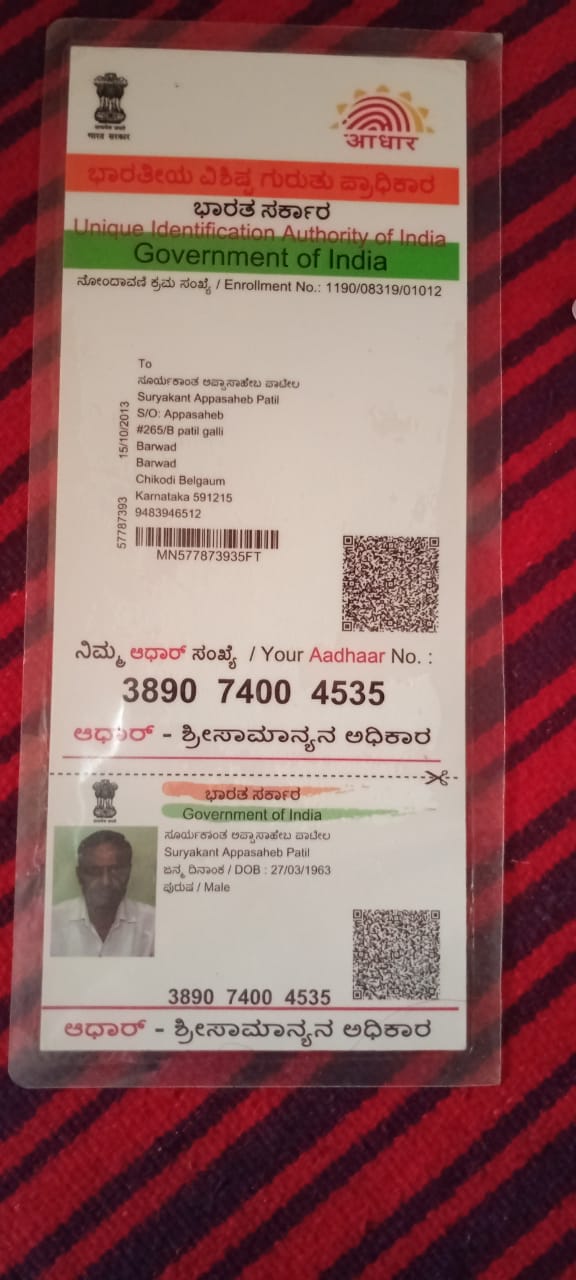 भारत सरकार
आधार
ಭಾರತೀಯ ವಿಶಿಷ್ಟ ಗುರುತು ಪ್ರಾಧಿಕಾರ
ಭಾರತ ಸರ್ಕಾರ
Unique Identification Authority of India
Government of India
ನೋಂದಾವಣಿ ಕ್ರಮ ಸಂಖ್ಯೆ / Enrollment No.: 1190/08319/01012
To
ಸೂರ್ಯಕಾಂತ ಅಪ್ಪಾಸಾಹೇಬ ಪಾಟೀಲ
Suryakant Appasaheb Patil
S/O: Appasaheb
#265/B patil galli
Barwad
Barwad
Chikodi Belgaum
Karnataka 591215
9483946512
15/10/2013
57787393
MN577873935FT
ನಿಮ್ಮ ಆಧಾರ್ ಸಂಖ್ಯೆ / Your Aadhaar No. :
3890 7400 4535
ಆಧಾರ್ - ಶ್ರೀಸಾಮಾನ್ಯನ ಅಧಿಕಾರ
ಭಾರತ ಸರ್ಕಾರ
Government of India
ಸೂರ್ಯಕಾಂತ ಅಪ್ಪಾಸಾಹೇಬ ಪಾಟೀಲ
Suryakant Appasaheb Patil
ಜನ್ಮ ದಿನಾಂಕ / DOB : 27/03/1963
ಪುರುಷ / Male
3890 7400 4535
ಆಧಾರ್ - ಶ್ರೀಸಾಮಾನ್ಯನ ಅಧಿಕಾರ